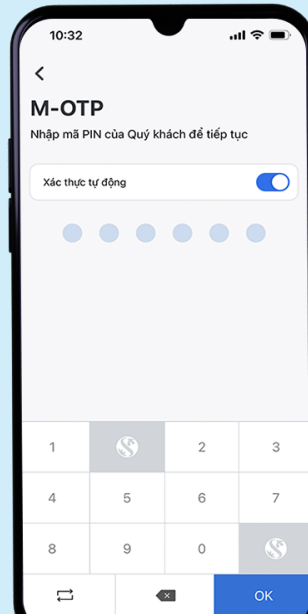 10:32
M-OTP
Nhập mã PIN của Quý khách để tiếp tục
Xác thực tự động
1 2 3
4 5 6 7
8 9 0
OK